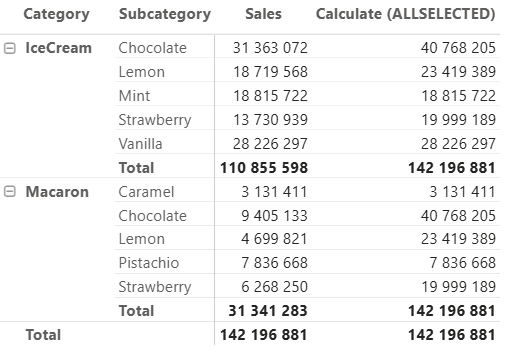 Category Subcategory Sales Calculate (ALLSELECTED)
IceCream Chocolate 31 363 072 40 768 205
Lemon 18 719 568 23 419 389
Mint 18 815 722 18 815 722
Strawberry 13 730 939 19 999 189
Vanilla 28 226 297 28 226 297
Total 110 855 598 142 196 881
Macaron Caramel 3 131 411 3 131 411
Chocolate 9 405 133 40 768 205
Lemon 4 699 821 23 419 389
Pistachio 7 836 668 7 836 668
Strawberry 6 268 250 19 999 189
Total 31 341 283 142 196 881
Total 142 196 881 142 196 881